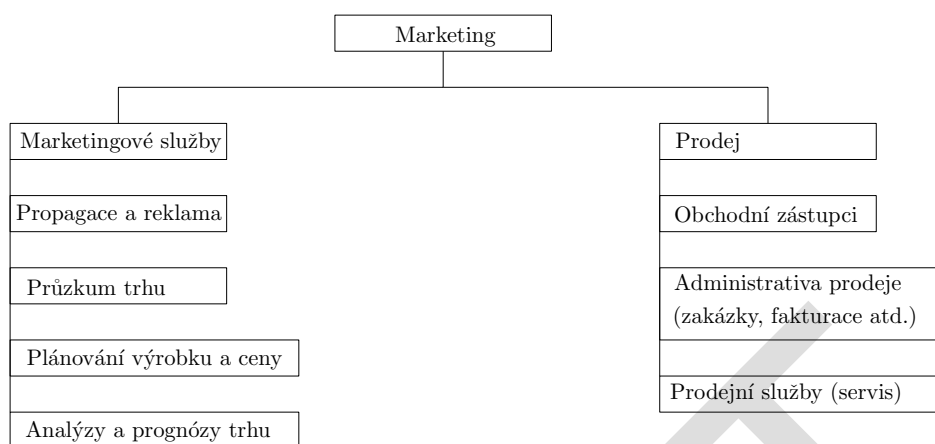 Marketing
Marketingové služby
Propagace a reklama
Průzkum trhu
Plánování výrobku a ceny
Analýzy a prognózy trhu
Prodej
Obchodní zástupci
Administrativa prodeje
(zakázky, fakturace atd.)
Prodejní služby (servis)